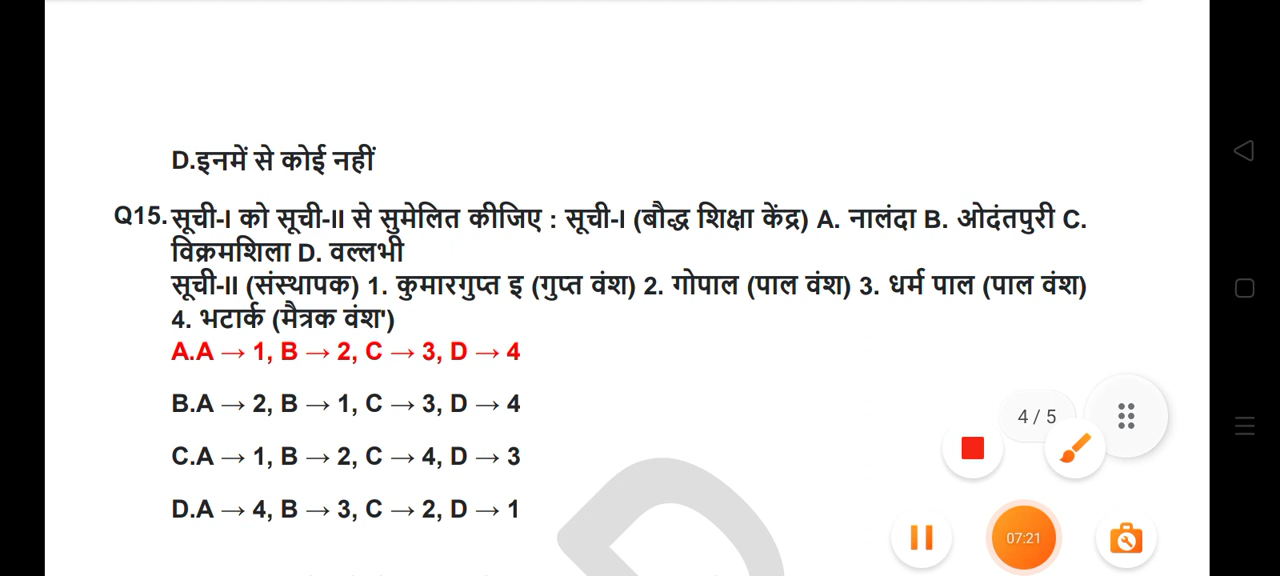 D.इनमें से कोई नहीं
Q15. सूची-I को सूची-II से सुमेलित कीजिए : सूची-I (बौद्ध शिक्षा केंद्र) A. नालंदा B. ओदंतपुरी C.
विक्रमशिला D. वल्लभी
सूची-II (संस्थापक) 1. कुमारगुप्त इ (गुप्त वंश) 2. गोपाल (पाल वंश) 3. धर्म पाल (पाल वंश)
4. भटार्क (मैत्रक वंश')
A.A → 1, B → 2, C → 3, D → 4
B.A → 2, B → 1, C → 3, D → 4
C.A → 1, B → 2, C → 4, D → 3
D.A → 4, B → 3, C → 2, D → 1
4 / 5
07:21